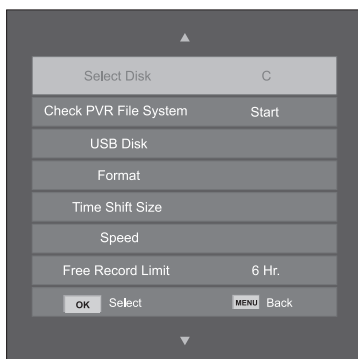 Select Disk C
Check PVR File System Start
USB Disk
Format
Time Shift Size
Speed
Free Record Limit 6 Hr.
OK Select MENU Back